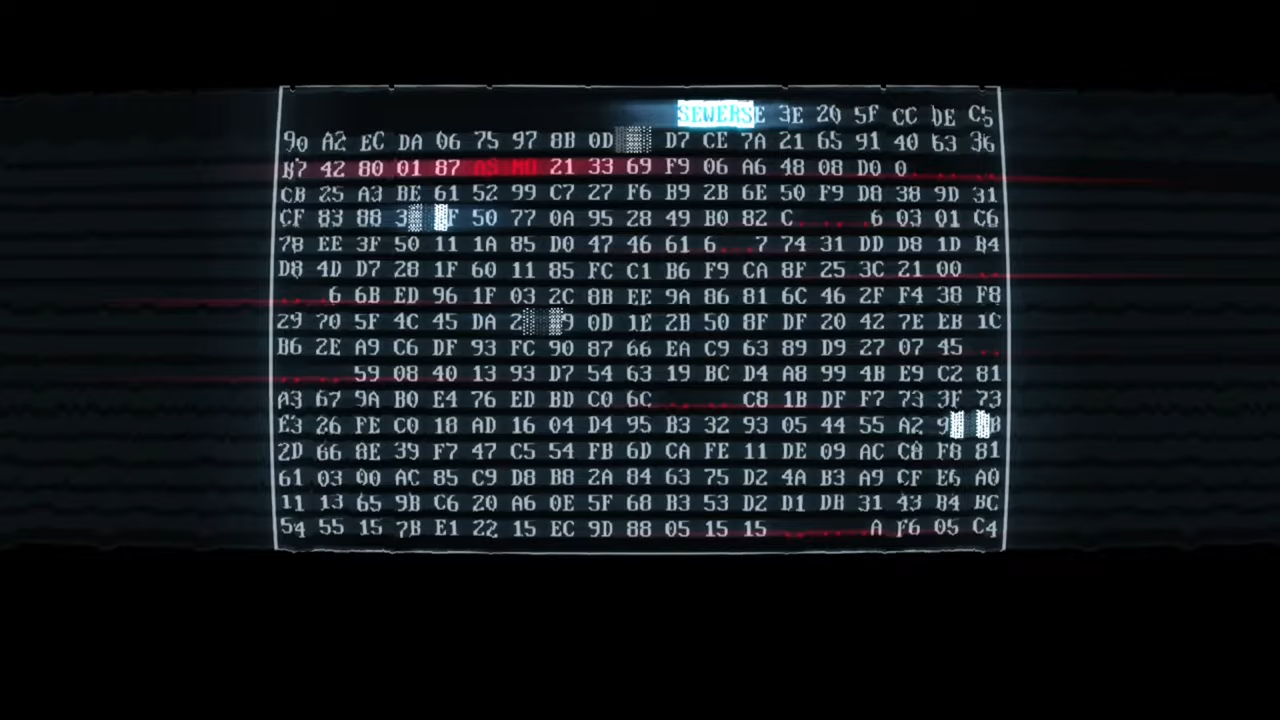 SEWERSE 3E 20 5F CC DE C5
90 A2 EC DA 06 75 97 8B 0D D7 CE 7A 21 65 91 40 63 36
B7 42 80 01 87 21 33 69 F9 06 A6 48 08 D0 0....
CB 25 A3 BE 61 52 99 C7 27 F6 B9 2B 6E 50 F9 D8 38 9D 31
CF 83 88 3 F 50 77 0A 95 28 49 B0 82 C.....6 03 01 C6
78 EE 3F 50 11 1A 85 D0 47 46 61 6...7 74 31 DD D8 1D B4
D8 4D D7 28 1F 60 11 85 FC C1 B6 F9 CA 8F 25 3C 21 00 ..
....6 6B ED 96 1F 03 2C 8B EE 9A 86 81 6C 46 2F F4 38 F8
29 70 5F 4C 45 DA 2 9 0D 1E 2B 50 8F DF 20 42 7E EB 1C
B6 2E A9 C6 DF 93 FC 90 87 66 EA C9 63 89 D9 27 07 45 ..
..... 59 08 40 13 93 D7 54 63 19 BC D4 A8 99 4B E9 C2 81
A3 67 9A B0 E4 76 ED BD C0 6C ..... C8 1B DF F7 73 3F 73
E3 26 FE C0 18 AD 16 04 D4 95 B3 32 93 05 44 55 A2 9 B
2D 66 8E 39 F7 47 C5 54 FB 6D CA FE 11 DE 09 AC C8 F8 81
61 03 00 AC 85 C9 D8 B8 2A 84 63 75 D2 4A B3 A9 CF E6 A0
11 13 65 9B C6 20 A6 0E 5F 68 B3 53 D2 D1 DB 31 43 B4 BC
54 55 15 7B E1 22 15 EC 9D 88 05 15 15 .....A F6 05 C4